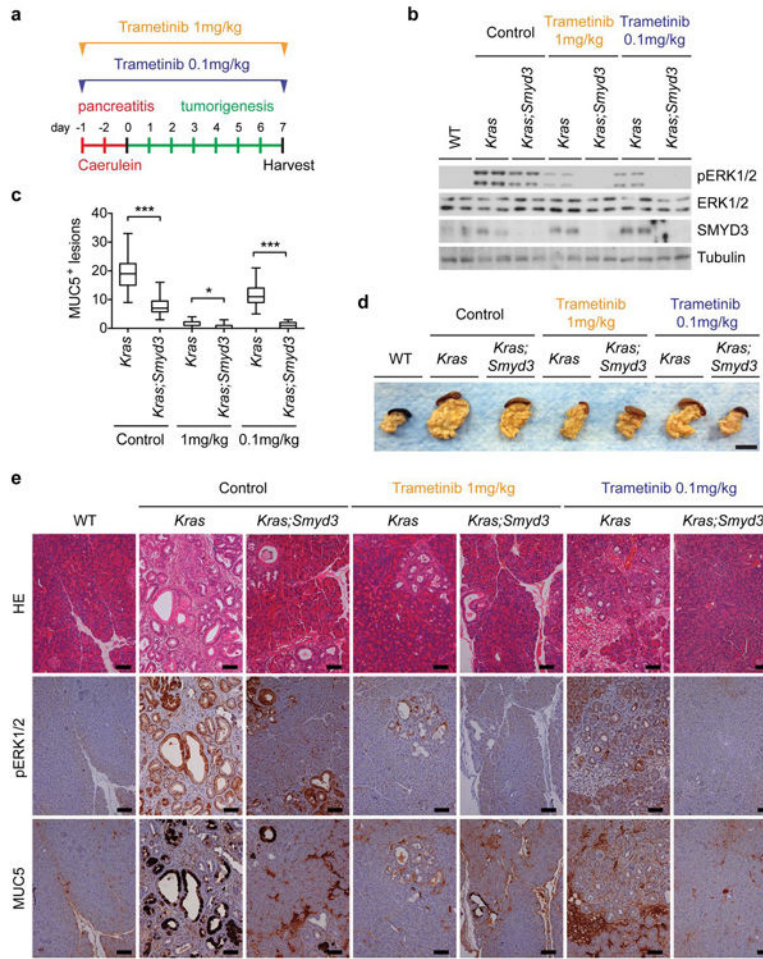 a
Trametinib 1mg/kg
Trametinib 0.1mg/kg
pancreatitis tumorigenesis
day -1 -2 0 1 2 3 4 5 6 7
Caerulein Harvest
b
Control Trametinib 1mg/kg Trametinib 0.1mg/kg
WT Kras Kras;Smyd3 Kras Kras;Smyd3 Kras Kras;Smyd3
pERK1/2
ERK1/2
SMYD3
Tubulin
c
MUC5+ lesions
40
30
20
10
0
*** * ***
Kras Kras;Smyd3 Kras Kras;Smyd3 Kras Kras;Smyd3
Control 1mg/kg 0.1mg/kg
d
Control Trametinib 1mg/kg Trametinib 0.1mg/kg
WT Kras Kras; Smyd3 Kras Kras; Smyd3 Kras Kras; Smyd3
e
Control Trametinib 1mg/kg Trametinib 0.1mg/kg
WT Kras Kras;Smyd3 Kras Kras;Smyd3 Kras Kras;Smyd3
HE
pERK1/2
MUC5